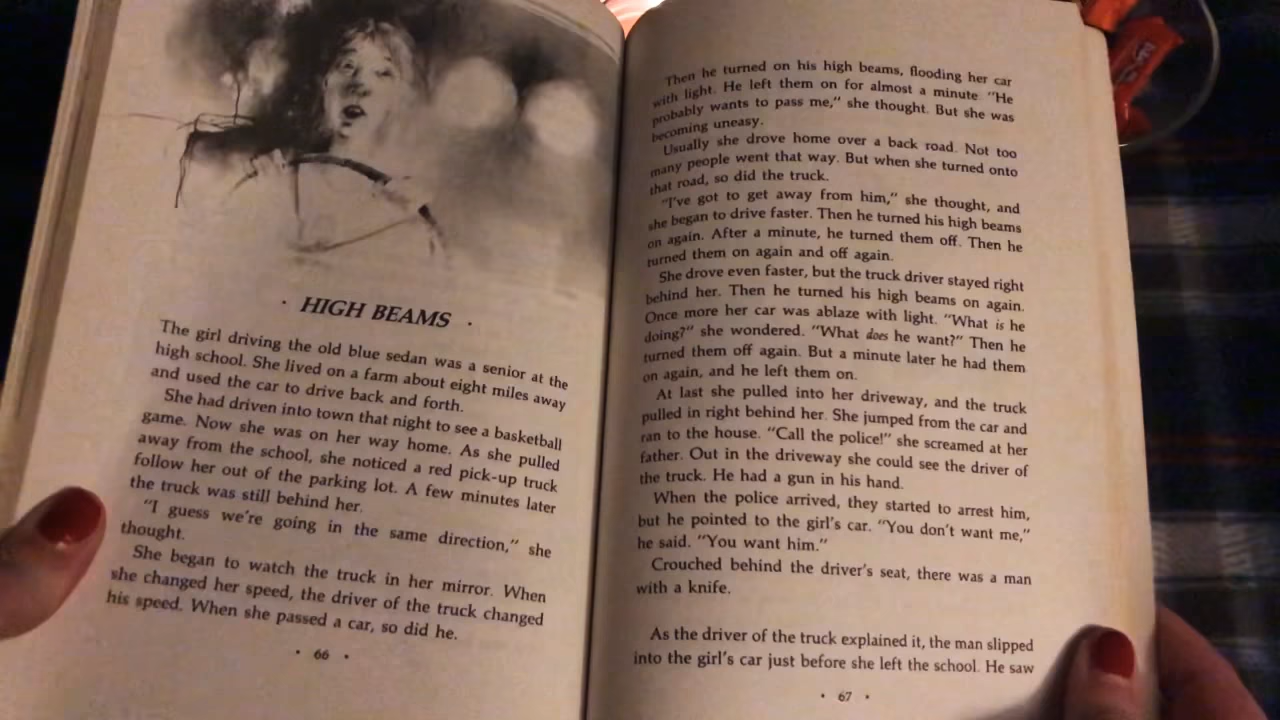 · HIGH BEAMS ·
The girl driving the old blue sedan was a senior at the
high school. She lived on a farm about eight miles away
and used the car to drive back and forth.
She had driven into town that night to see a basketball
game. Now she was on her way home. As she pulled
away from the school, she noticed a red pick-up truck
follow her out of the parking lot. A few minutes later
the truck was still behind her.
"I guess we're going in the same direction," she
thought.
She began to watch the truck in her mirror. When
she changed her speed, the driver of the truck changed
his speed. When she passed a car, so did he.
· 66 ·
Then he turned on his high beams, flooding her car
with light. He left them on for almost a minute. "He
probably wants to pass me," she thought. But she was
becoming uneasy.
Usually she drove home over a back road. Not too
many people went that way. But when she turned onto
that road, so did the truck.
"I've got to get away from him," she thought, and
she began to drive faster. Then he turned his high beams
on again. After a minute, he turned them off. Then he
turned them on again and off again.
She drove even faster, but the truck driver stayed right
behind her. Then he turned his high beams on again.
Once more her car was ablaze with light. "What is he
doing?" she wondered. "What does he want?" Then he
turned them off again. But a minute later he had them
on again, and he left them on.
At last she pulled into her driveway, and the truck
pulled in right behind her. She jumped from the car and
ran to the house. "Call the police!" she screamed at her
father. Out in the driveway she could see the driver of
the truck. He had a gun in his hand.
When the police arrived, they started to arrest him,
but he pointed to the girl's car. "You don't want me,"
he said. "You want him."
Crouched behind the driver's seat, there was a man
with a knife.
As the driver of the truck explained it, the man slipped
into the girl's car just before she left the school. He saw
· 67 ·